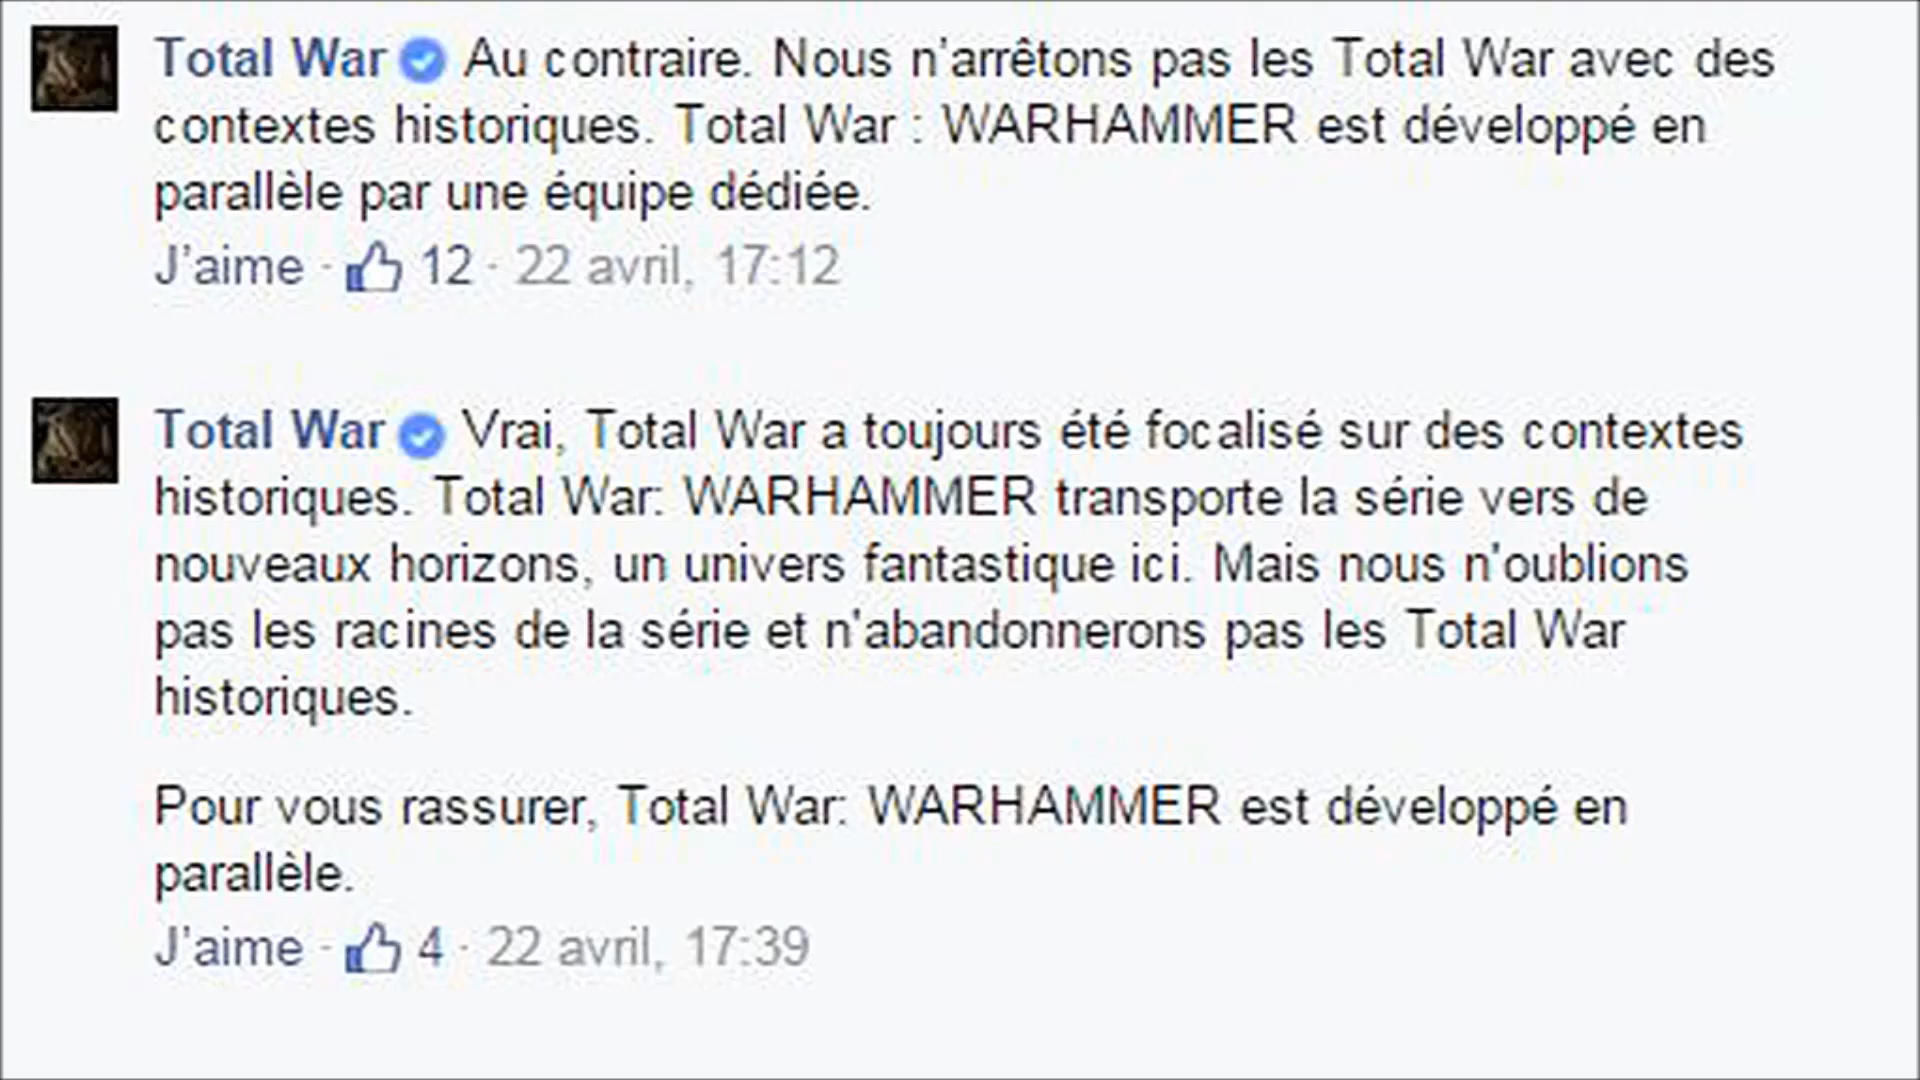 Total War Au contraire. Nous n'arrêtons pas les Total War avec des
contextes historiques. Total War : WARHAMMER est développé en
parallèle par une équipe dédiée.
J'aime · 12 · 22 avril, 17:12
Total War Vrai, Total War a toujours été focalisé sur des contextes
historiques. Total War: WARHAMMER transporte la série vers de
nouveaux horizons, un univers fantastique ici. Mais nous n'oublions
pas les racines de la série et n'abandonnerons pas les Total War
historiques.
Pour vous rassurer, Total War: WARHAMMER est développé en
parallèle.
J'aime · 4 · 22 avril, 17:39